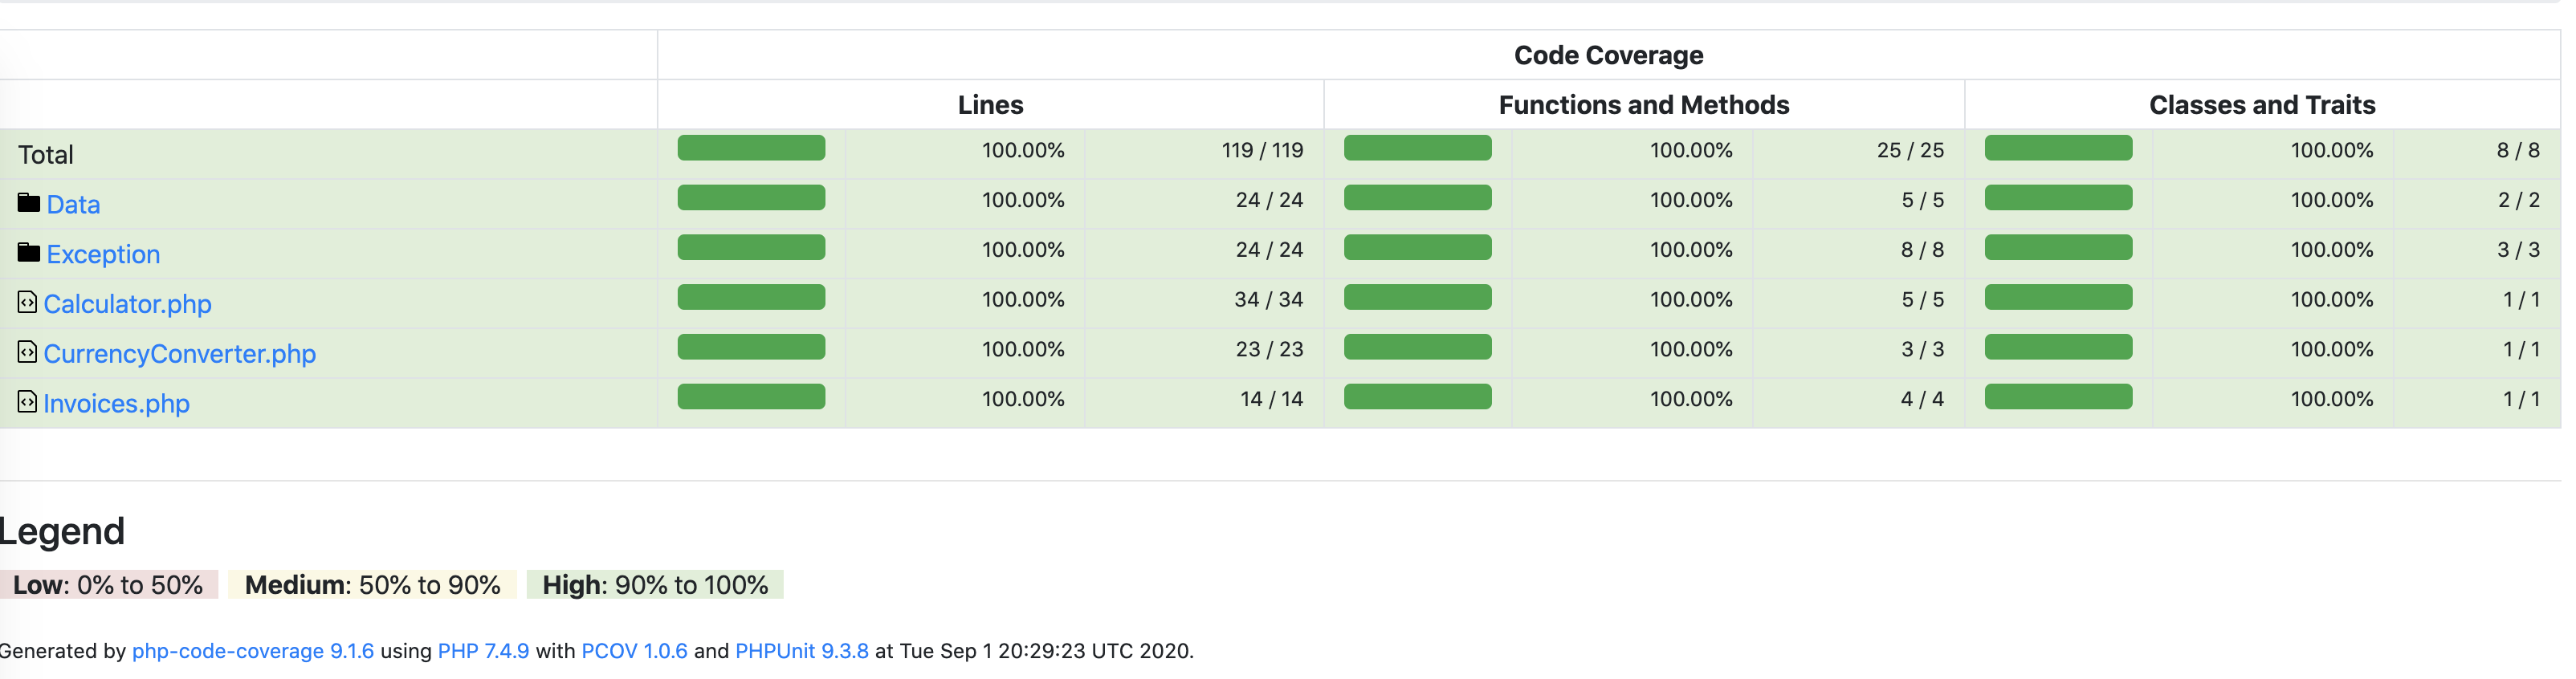 Code Coverage
Lines Functions and Methods Classes and Traits
Total 100.00% 119 / 119 100.00% 25 / 25 100.00% 8 / 8
Data 100.00% 24 / 24 100.00% 5 / 5 100.00% 2 / 2
Exception 100.00% 24 / 24 100.00% 8 / 8 100.00% 3 / 3
Calculator.php 100.00% 34 / 34 100.00% 5 / 5 100.00% 1 / 1
CurrencyConverter.php 100.00% 23 / 23 100.00% 3 / 3 100.00% 1 / 1
Invoices.php 100.00% 14 / 14 100.00% 4 / 4 100.00% 1 / 1
Legend
Low: 0% to 50% Medium: 50% to 90% High: 90% to 100%
Generated by php-code-coverage 9.1.6 using PHP 7.4.9 with PCOV 1.0.6 and PHPUnit 9.3.8 at Tue Sep 1 20:29:23 UTC 2020.